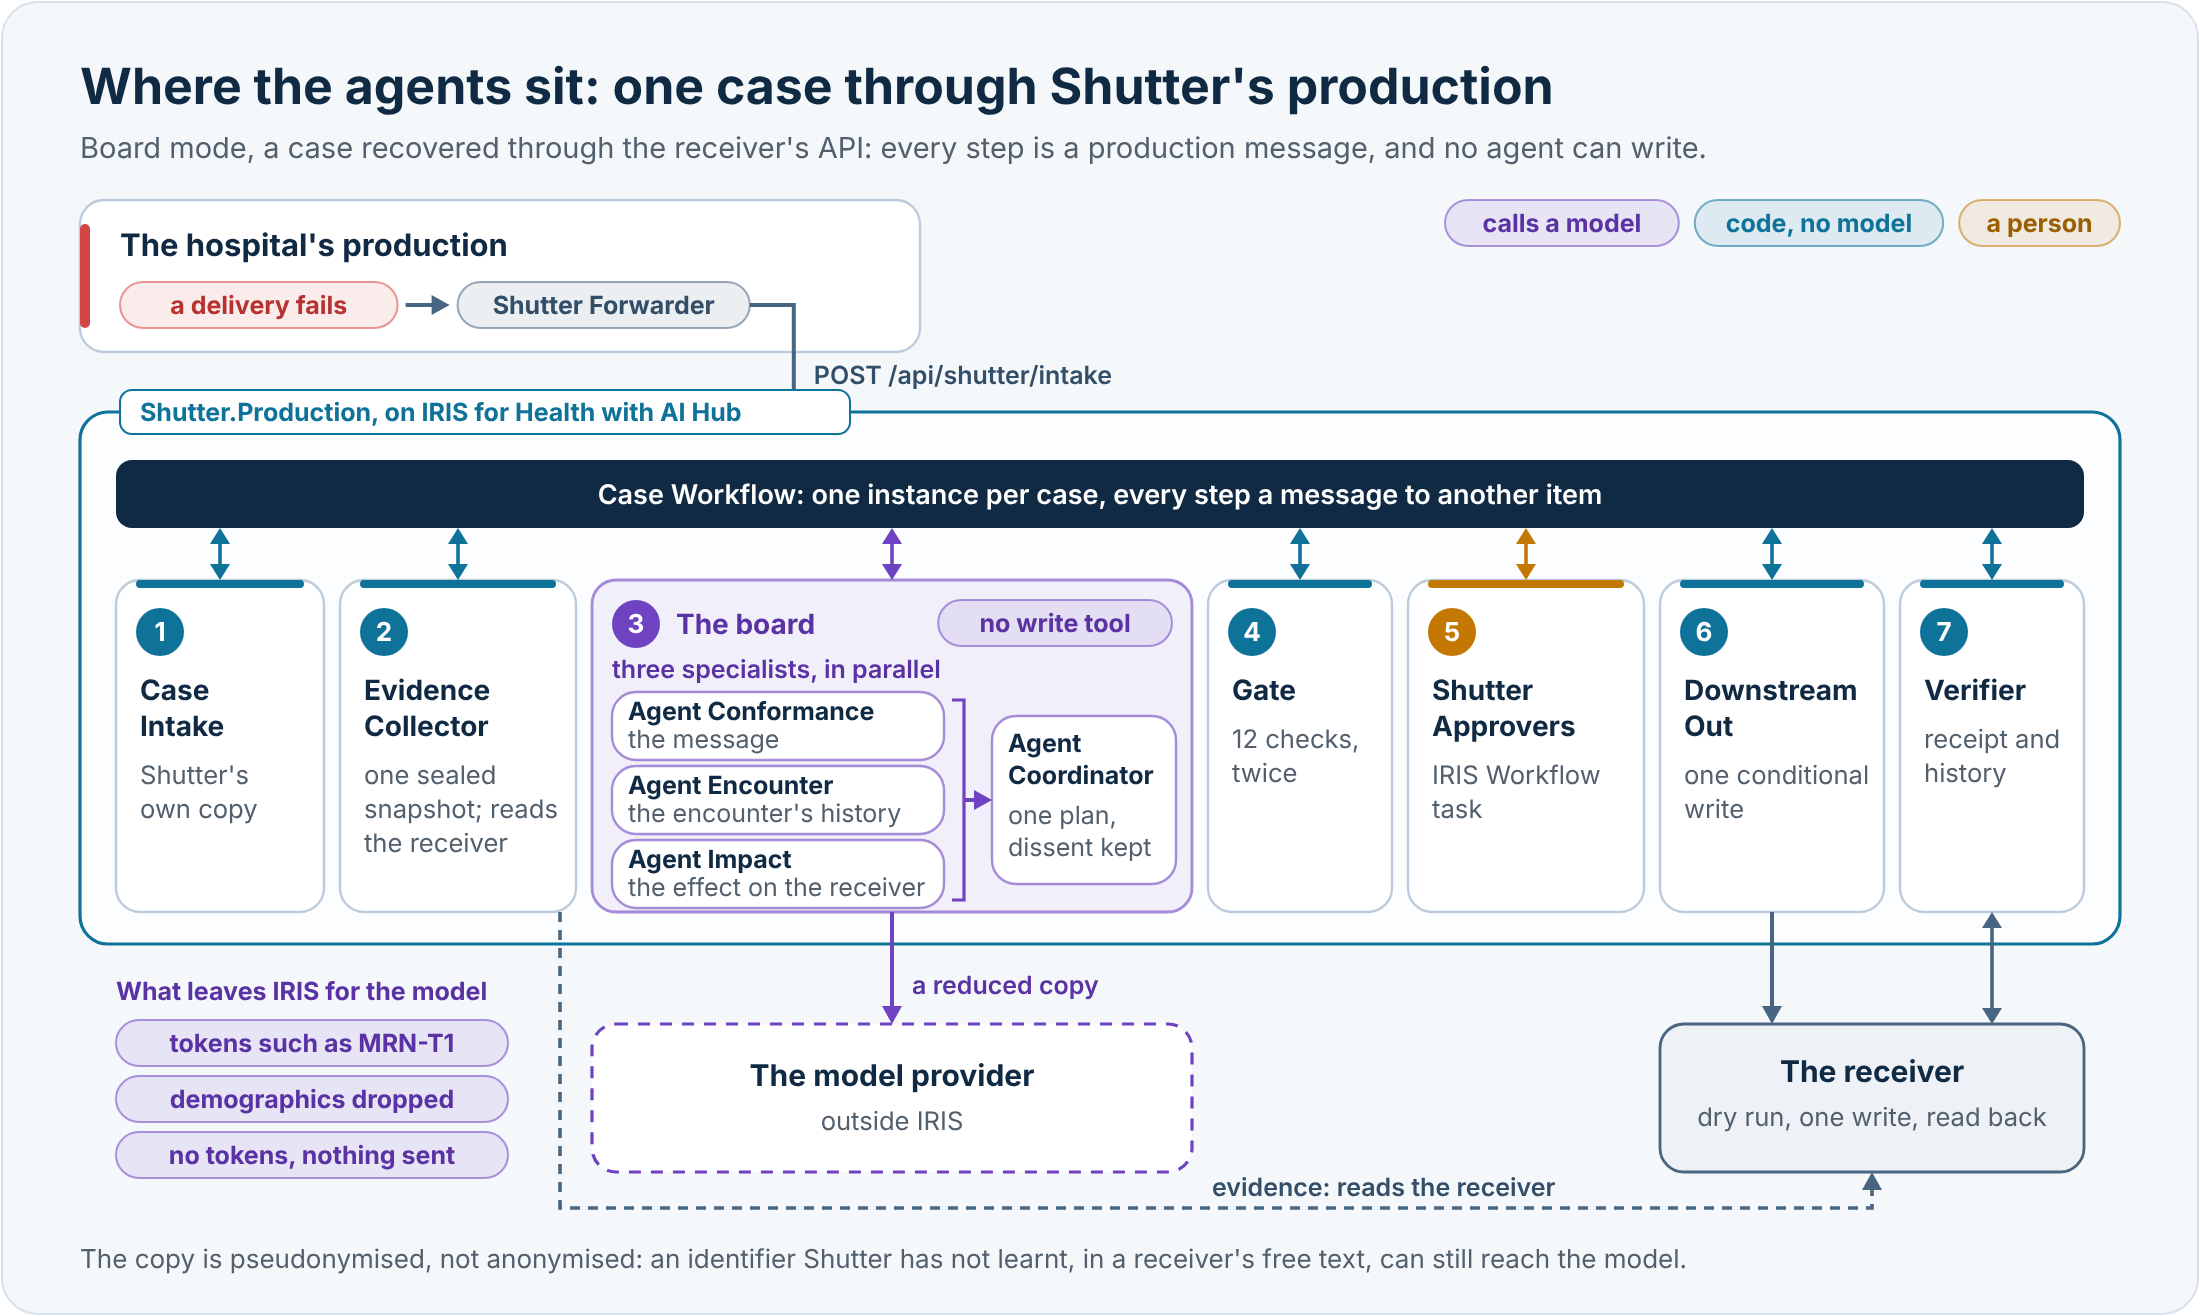 Where the agents sit: one case through Shutter's production
Board mode, a case recovered through the receiver's API: every step is a production message, and no agent can write.
The hospital's production
a delivery fails
Shutter Forwarder
calls a model
code, no model
a person
POST /api/shutter/intake
Shutter.Production, on IRIS for Health with AI Hub
Case Workflow: one instance per case, every step a message to another item
1
Case
Intake
Shutter's
own copy
2
Evidence
Collector
one sealed
snapshot; reads
the receiver
3
The board
no write tool
three specialists, in parallel
Agent Conformance
the message
Agent Encounter
the encounter's history
Agent Impact
the effect on the receiver
Agent
Coordinator
one plan,
dissent kept
4
Gate
12 checks,
twice
5
Shutter
Approvers
IRIS Workflow
task
6
Downstream
Out
one conditional
write
7
Verifier
receipt and
history
What leaves IRIS for the model
tokens such as MRN-T1
demographics dropped
no tokens, nothing sent
a reduced copy
The model provider
outside IRIS
The receiver
dry run, one write, read back
evidence: reads the receiver
The copy is pseudonymised, not anonymised: an identifier Shutter has not learnt, in a receiver's free text, can still reach the model.